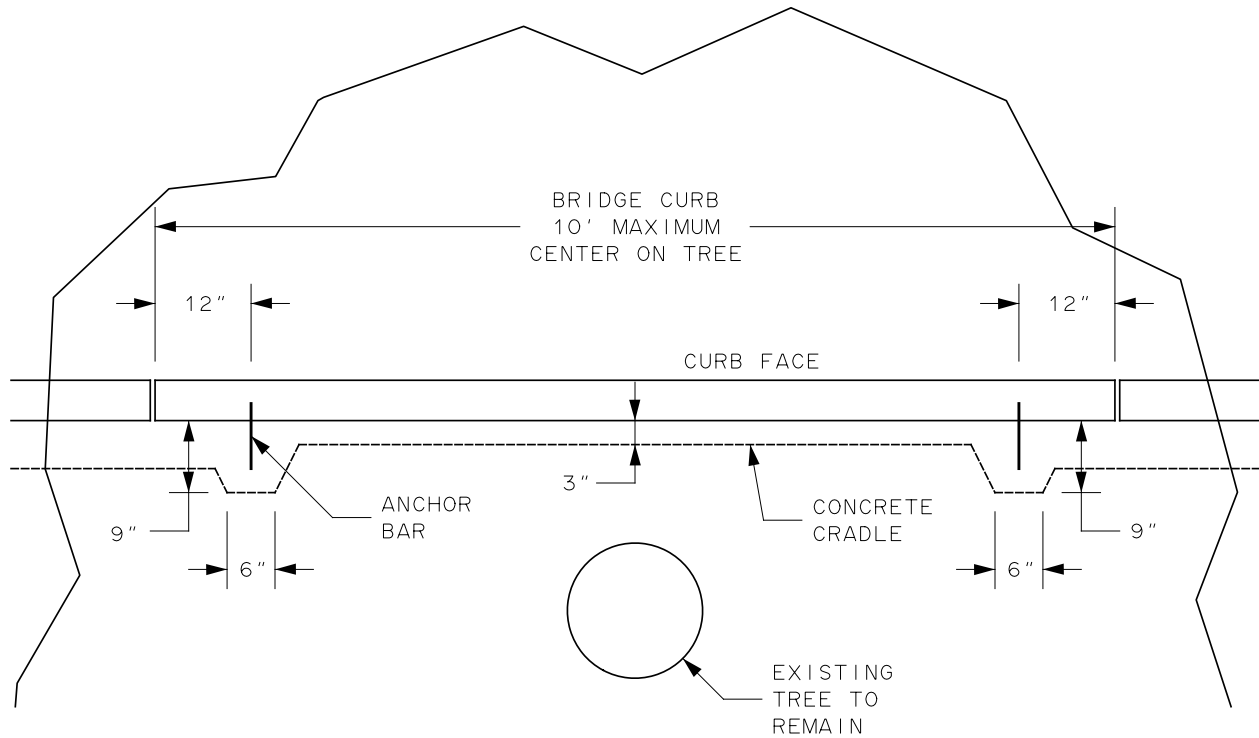 BRIDGE CURB
10' MAXIMUM
CENTER ON TREE
12"
12"
CURB FACE
3"
ANCHOR
BAR
CONCRETE
CRADLE
9"
9"
6"
6"
EXISTING
TREE TO
REMAIN